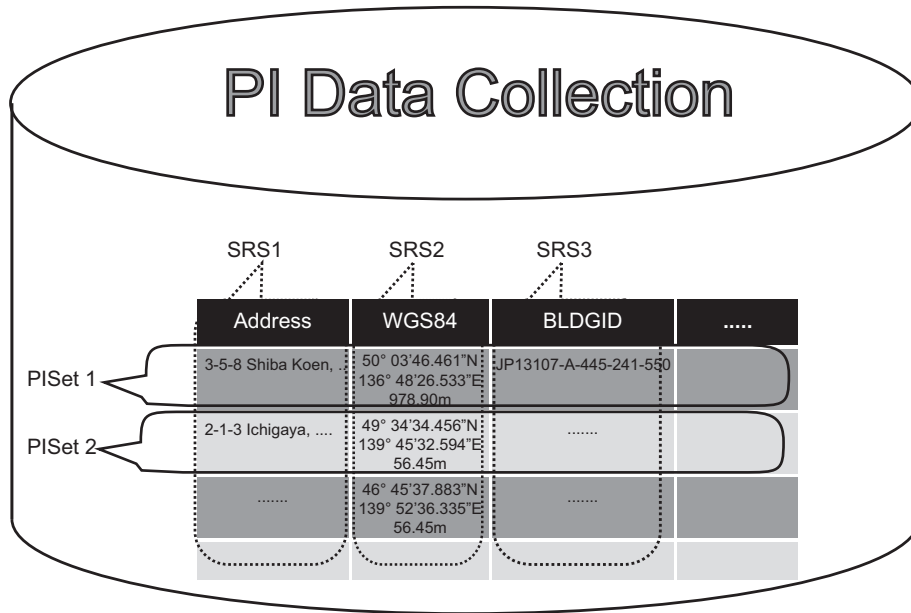 PI Data Collection
SRS1 SRS2 SRS3
Address WGS84 BLDGID .....
PISet 1
3-5-8 Shiba Koen, ..
50° 03'46.461"N
136° 48'26.533"E
978.90m
JP13107-A-445-241-550
PISet 2
2-1-3 Ichigaya, ....
49° 34'34.456"N
139° 45'32.594"E
56.45m
.......
.......
46° 45'37.883"N
139° 52'36.335"E
56.45m
.......